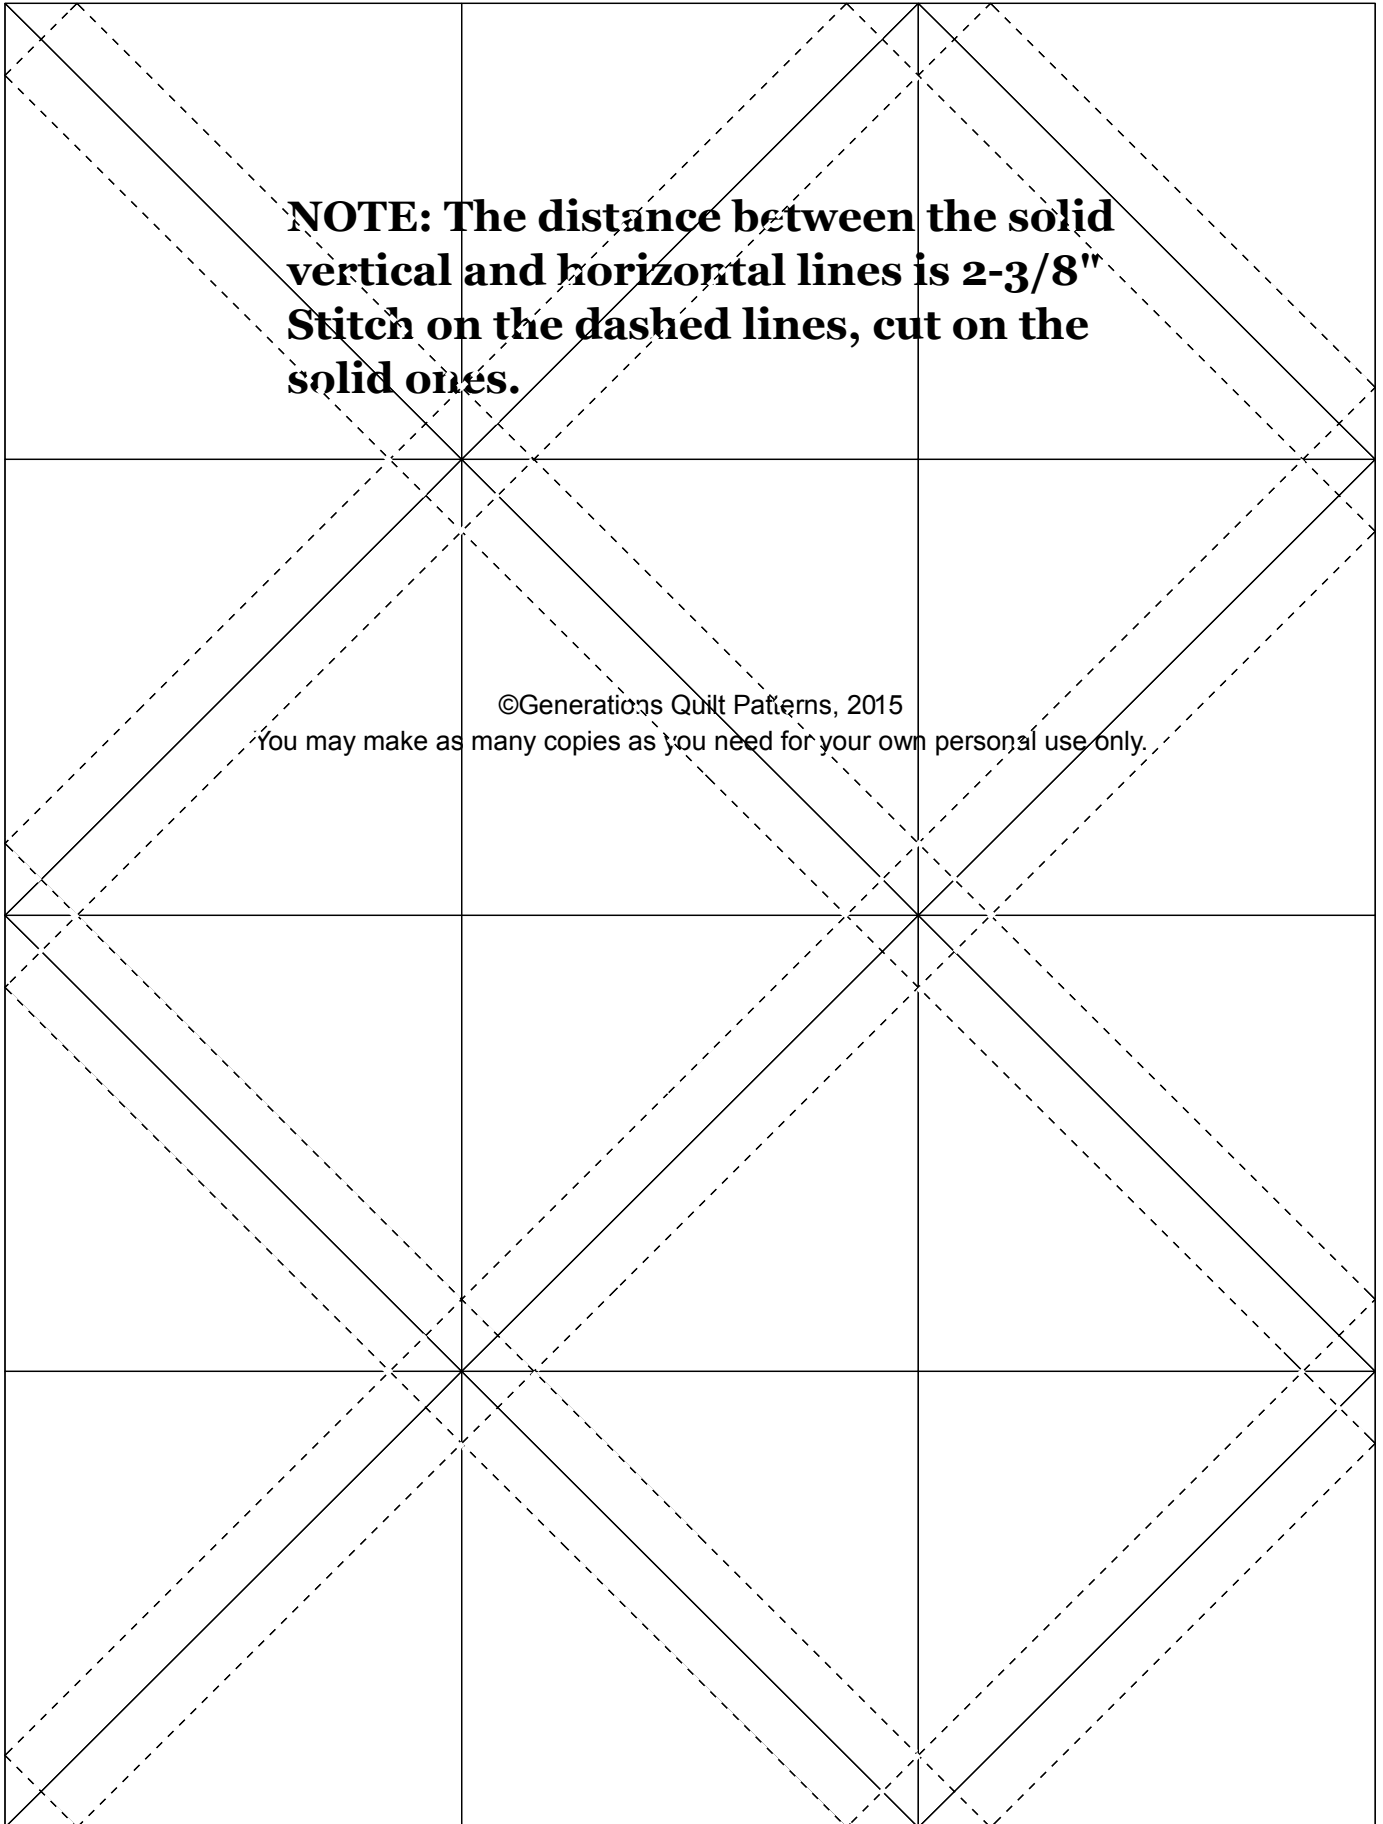 NOTE: The distance between the solid
vertical and horizontal lines is 2-3/8"
Stitch on the dashed lines, cut on the
solid ones.
©Generations Quilt Patterns, 2015
You may make as many copies as you need for your own personal use only.